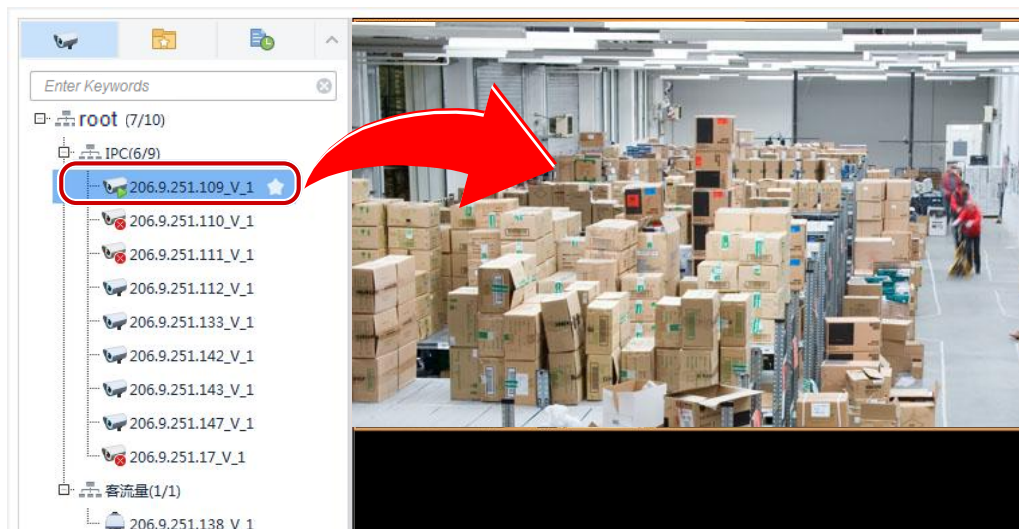 Enter Keywords
root (7/10)
IPC(6/9)
206.9.251.109_V_1
206.9.251.110_V_1
206.9.251.111_V_1
206.9.251.112_V_1
206.9.251.133_V_1
206.9.251.142_V_1
206.9.251.143_V_1
206.9.251.147_V_1
206.9.251.17_V_1
客流量(1/1)
206.9.251.138_V_1